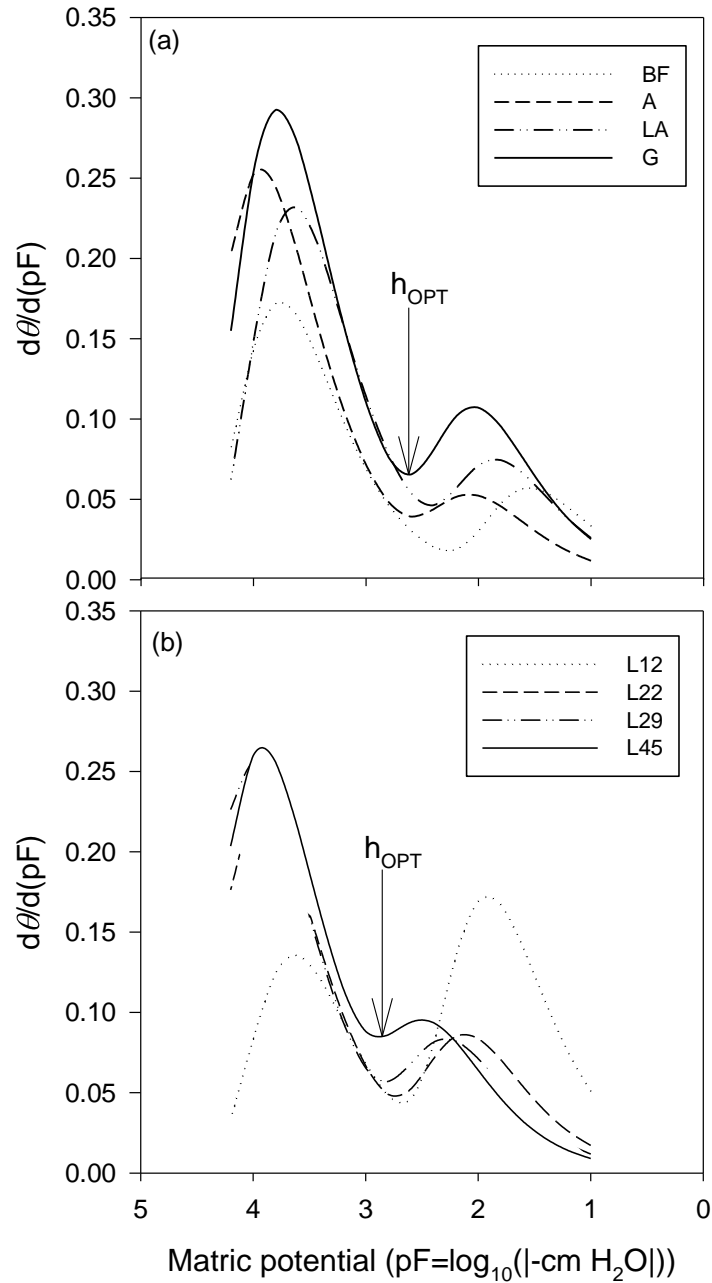 (a)
0.35
0.30
0.25
0.20
0.15
0.10
0.05
0.00
dθ/d(pF)
BF
A
LA
G
hOPT
(b)
0.35
0.30
0.25
0.20
0.15
0.10
0.05
0.00
dθ/d(pF)
L12
L22
L29
L45
hOPT
5 4 3 2 1 0
Matric potential (pF=log10(|-cm H2O|))